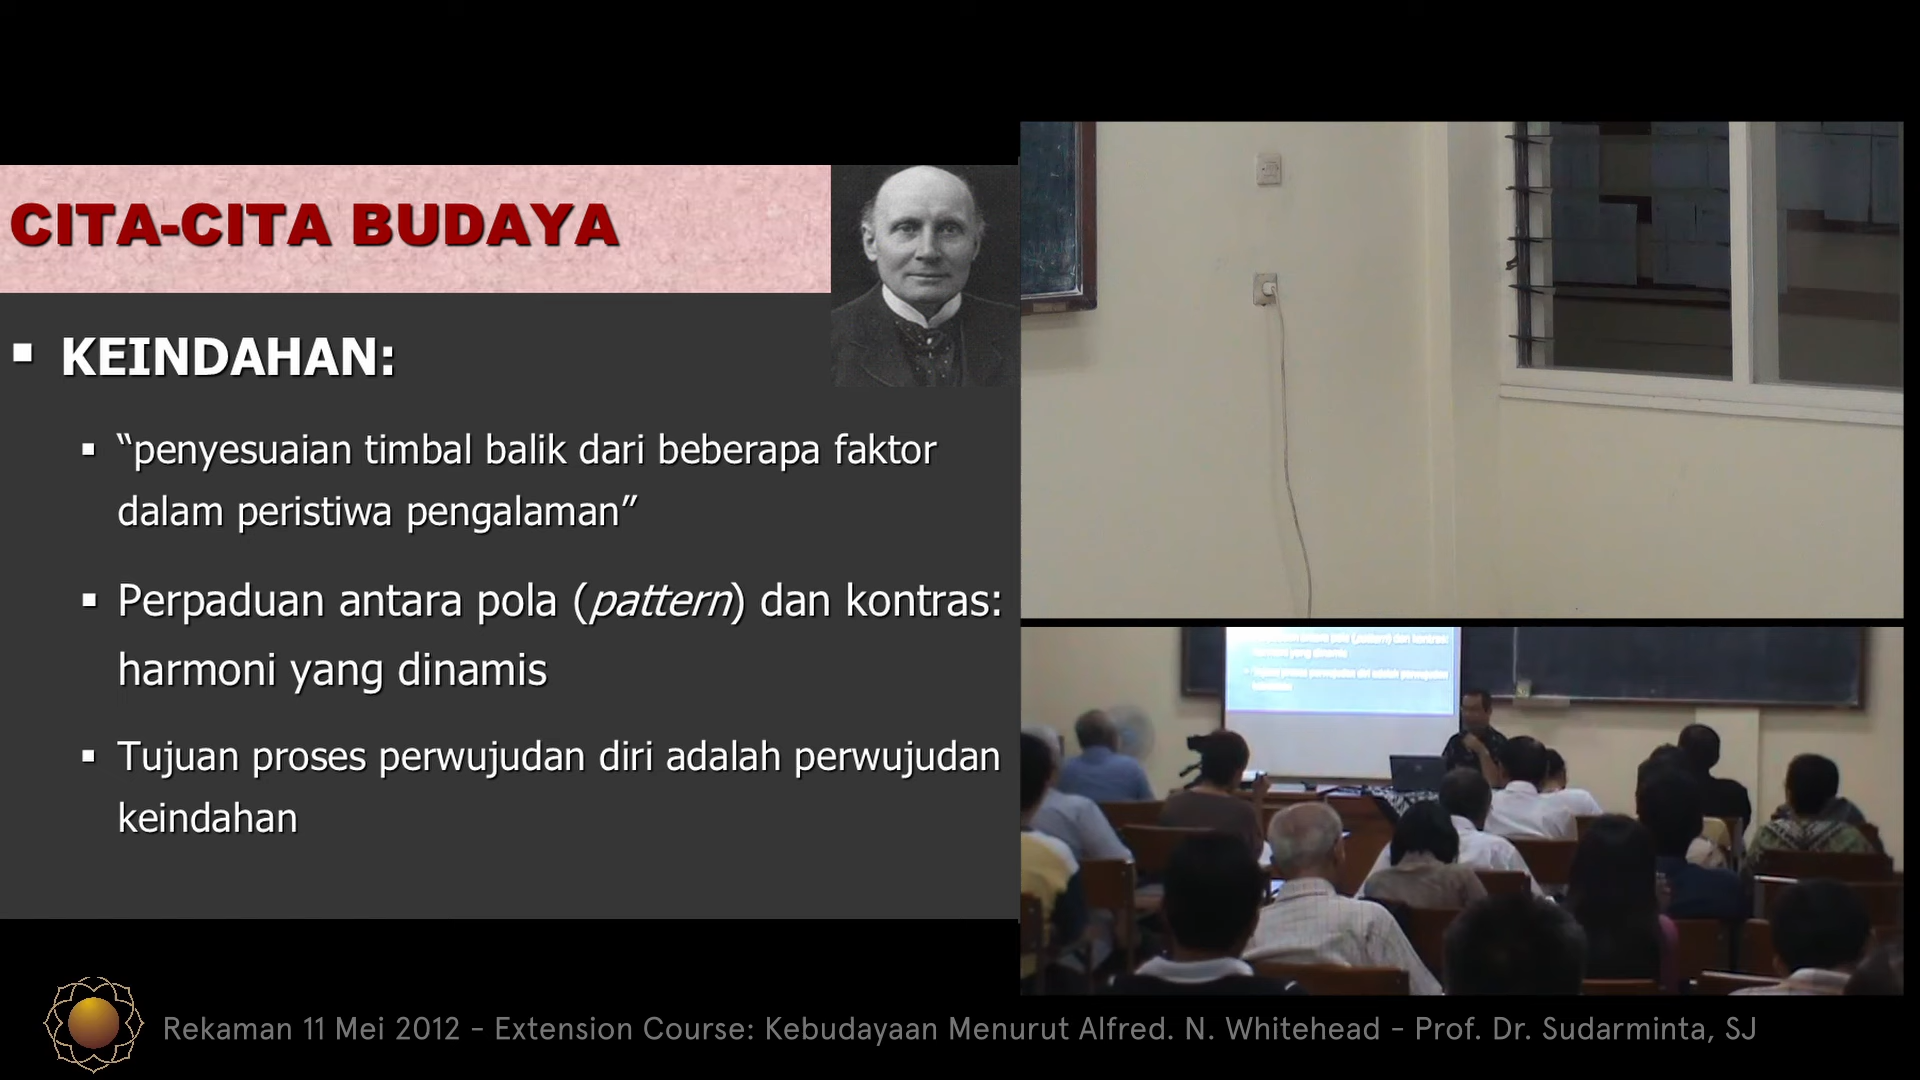 CITA-CITA BUDAYA
▪ KEINDAHAN:
▪ “penyesuaian timbal balik dari beberapa faktor
dalam peristiwa pengalaman”
▪ Perpaduan antara pola (pattern) dan kontras:
harmoni yang dinamis
▪ Tujuan proses perwujudan diri adalah perwujudan
keindahan
Rekaman 11 Mei 2012 - Extension Course: Kebudayaan Menurut Alfred. N. Whitehead - Prof. Dr. Sudarminta, SJ